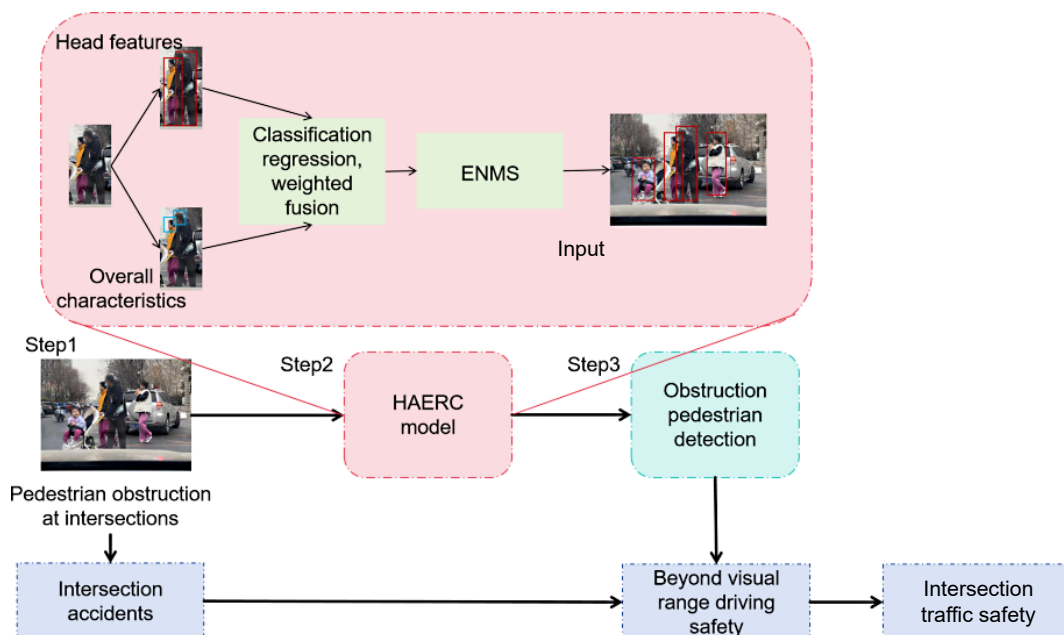 Head features
Classification
regression,
weighted
fusion
ENMS
Input
Overall
characteristics
Step1
Step2
HAERC
model
Step3
Obstruction
pedestrian
detection
Pedestrian obstruction
at intersections
Intersection
accidents
Beyond visual
range driving
safety
Intersection
traffic safety